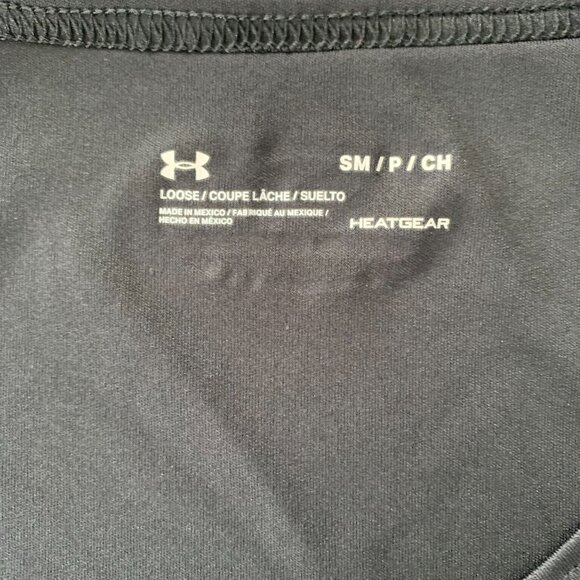 SM / P / CH
LOOSE / COUPE LÂCHE / SUELTO
MADE IN MEXICO / FABRIQUÉ AU MEXIQUE /
HECHO EN MÉXICO
HEATGEAR